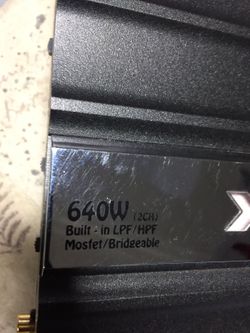 640W (2CH)
Built - in LPF/HPF
Mosfet/Bridgeable